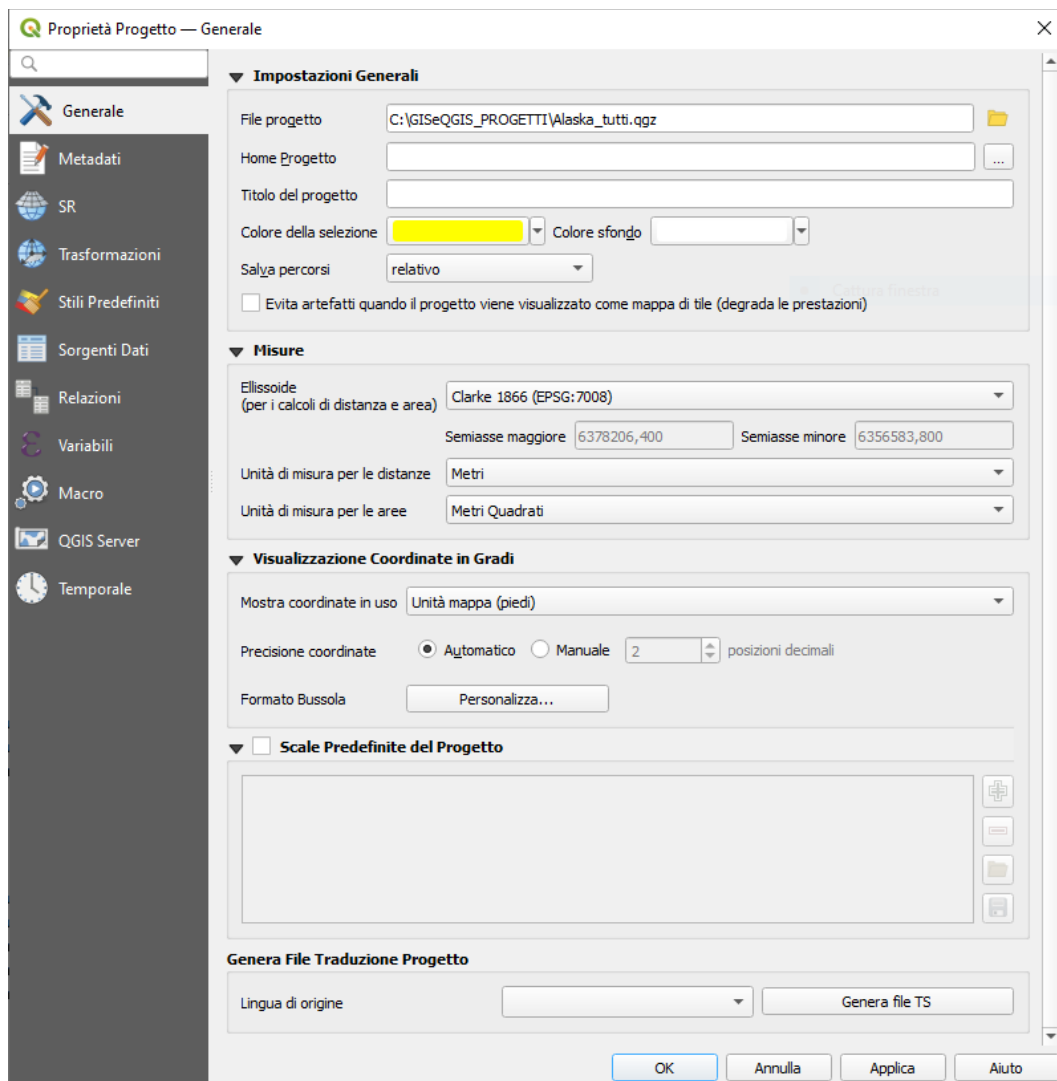 Proprietà Progetto — Generale
Generale
Metadati
SR
Trasformazioni
Stili Predefiniti
Sorgenti Dati
Relazioni
Variabili
Macro
QGIS Server
Temporale
Impostazioni Generali
File progetto C:\GISeQGIS_PROGETTI\Alaska_tutti.qgz
Home Progetto ...
Titolo del progetto
Colore della selezione Colore sfondo
Salva percorsi relativo
Cattura finestra
Evita artefatti quando il progetto viene visualizzato come mappa di tile (degrada le prestazioni)
Misure
Ellissoide
(per i calcoli di distanza e area) Clarke 1866 (EPSG:7008)
Semiasse maggiore 6378206,400 Semiasse minore 6356583,800
Unità di misura per le distanze Metri
Unità di misura per le aree Metri Quadrati
Visualizzazione Coordinate in Gradi
Mostra coordinate in uso Unità mappa (piedi)
Precisione coordinate Automatico Manuale 2 posizioni decimali
Formato Bussola Personalizza...
Scale Predefinite del Progetto
Genera File Traduzione Progetto
Lingua di origine Genera file TS
OK Annulla Applica Aiuto